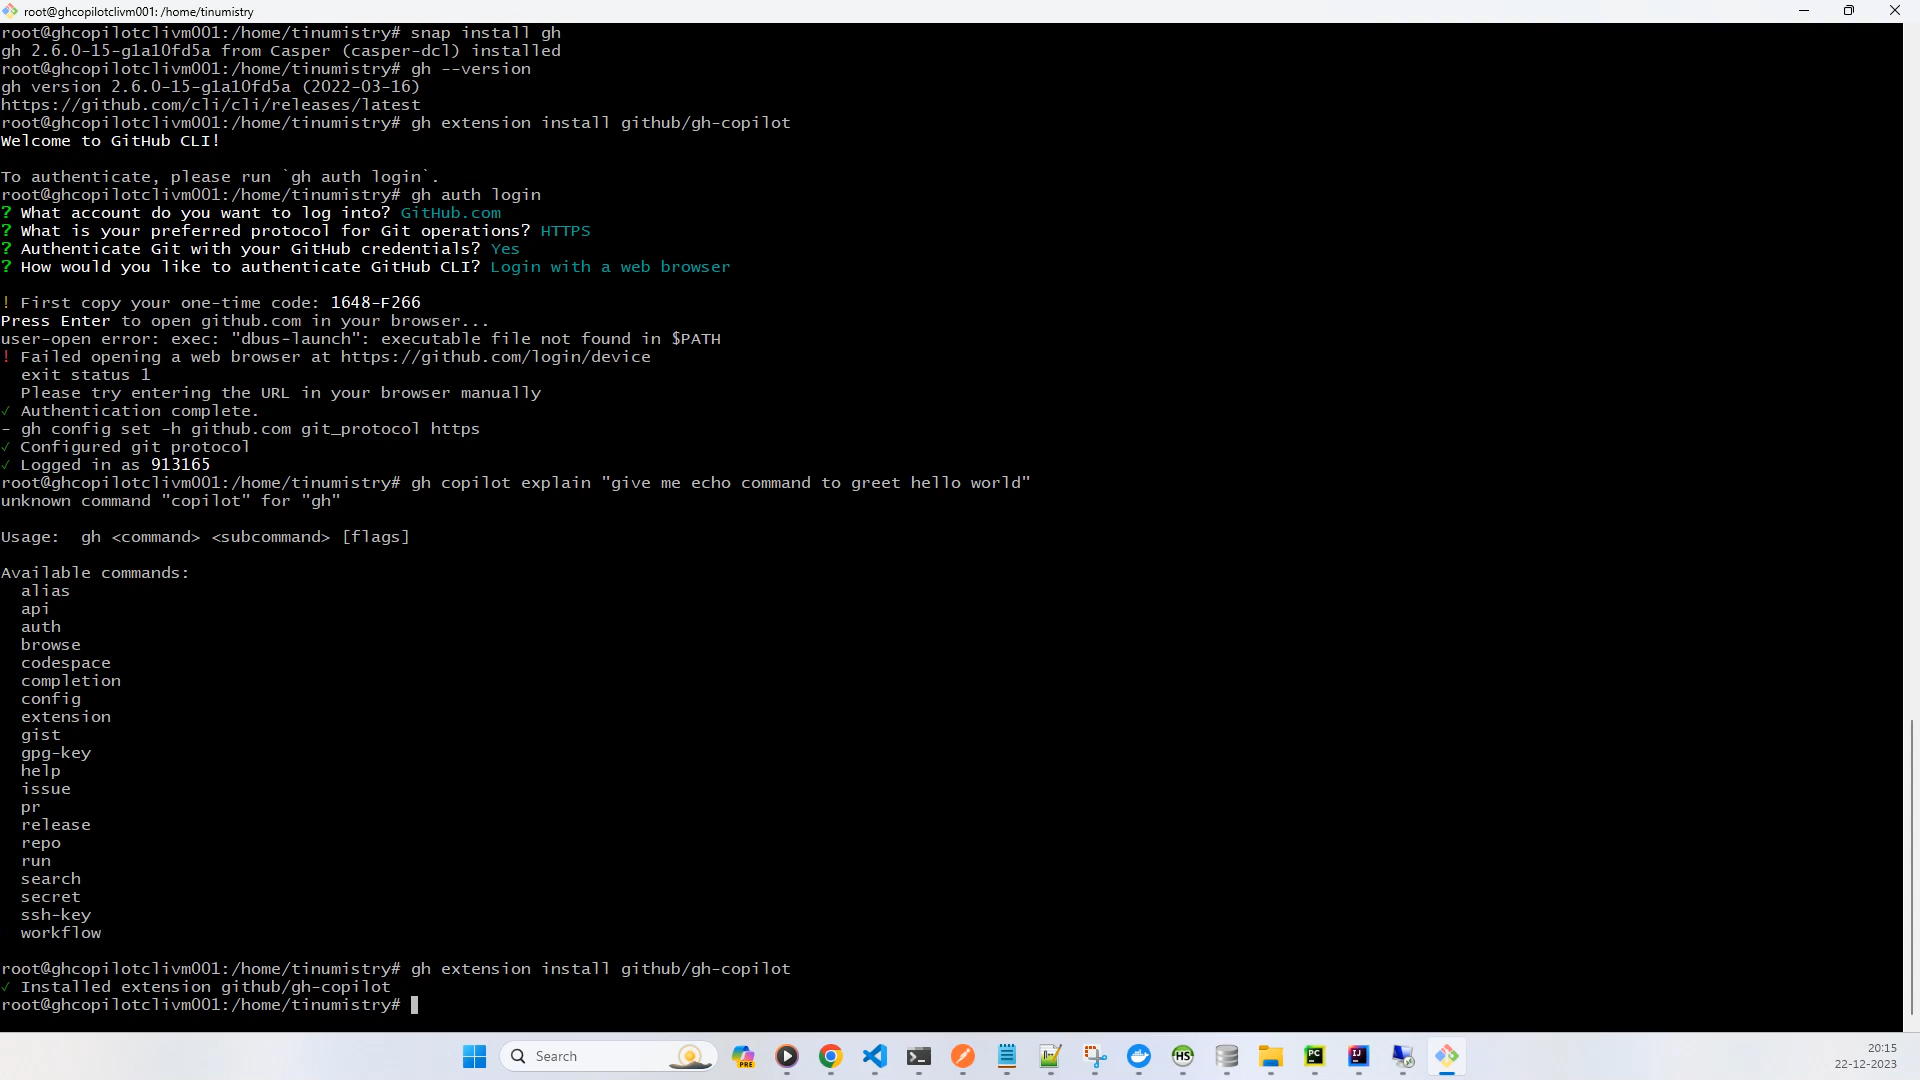 root@ghcopilotclivm001: /home/tinumistry
root@ghcopilotclivm001:/home/tinumistry# snap install gh
gh 2.6.0-15-g1a10fd5a from Casper (casper-dcl) installed
root@ghcopilotclivm001:/home/tinumistry# gh --version
gh version 2.6.0-15-g1a10fd5a (2022-03-16)
https://github.com/cli/cli/releases/latest
root@ghcopilotclivm001:/home/tinumistry# gh extension install github/gh-copilot
Welcome to GitHub CLI!
To authenticate, please run `gh auth login`.
root@ghcopilotclivm001:/home/tinumistry# gh auth login
? What account do you want to log into? GitHub.com
? What is your preferred protocol for Git operations? HTTPS
? Authenticate Git with your GitHub credentials? Yes
? How would you like to authenticate GitHub CLI? Login with a web browser
! First copy your one-time code: 1648-F266
Press Enter to open github.com in your browser...
user-open error: exec: "dbus-launch": executable file not found in $PATH
! Failed opening a web browser at https://github.com/login/device
exit status 1
Please try entering the URL in your browser manually
✓ Authentication complete.
- gh config set -h github.com git_protocol https
✓ Configured git protocol
✓ Logged in as 913165
root@ghcopilotclivm001:/home/tinumistry# gh copilot explain "give me echo command to greet hello world"
unknown command "copilot" for "gh"
Usage:  gh <command> <subcommand> [flags]
Available commands:
alias
api
auth
browse
codespace
completion
config
extension
gist
gpg-key
help
issue
pr
release
repo
run
search
secret
ssh-key
workflow
root@ghcopilotclivm001:/home/tinumistry# gh extension install github/gh-copilot
✓ Installed extension github/gh-copilot
root@ghcopilotclivm001:/home/tinumistry#
Search
PRE
HS
PC
IJ
20:15
22-12-2023